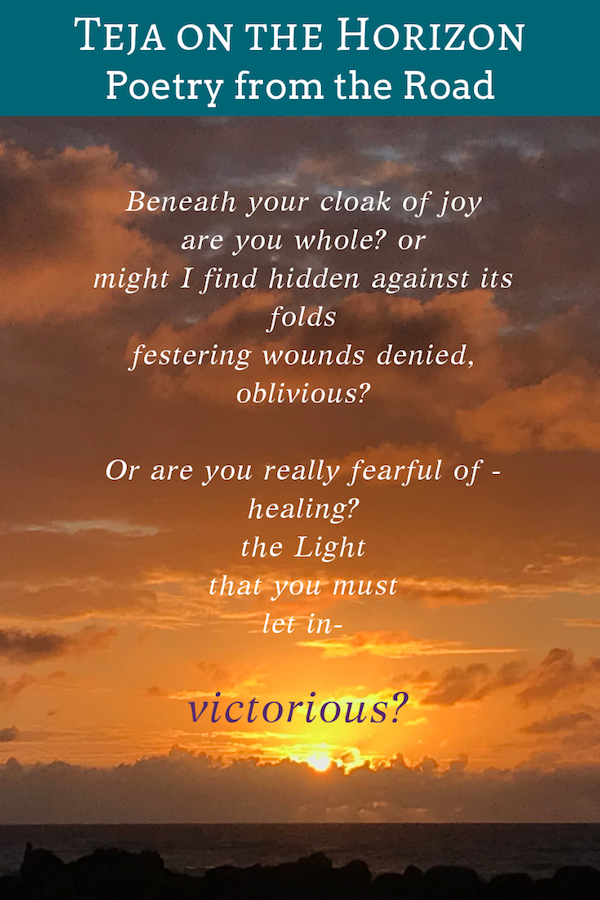 Teja on the Horizon
Poetry from the Road
Beneath your cloak of joy
are you whole? or
might I find hidden against its
folds
festering wounds denied,
oblivious?
Or are you really fearful of -
healing?
the Light
that you must
let in-
victorious?